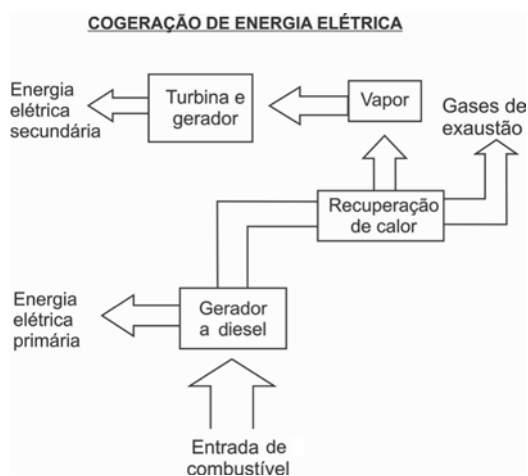 COGERAÇÃO DE ENERGIA ELÉTRICA
Energia
elétrica
secundária
Turbina e
gerador
Vapor
Gases de
exaustão
Recuperação
de calor
Energia
elétrica
primária
Gerador
a diesel
Entrada de
combustível